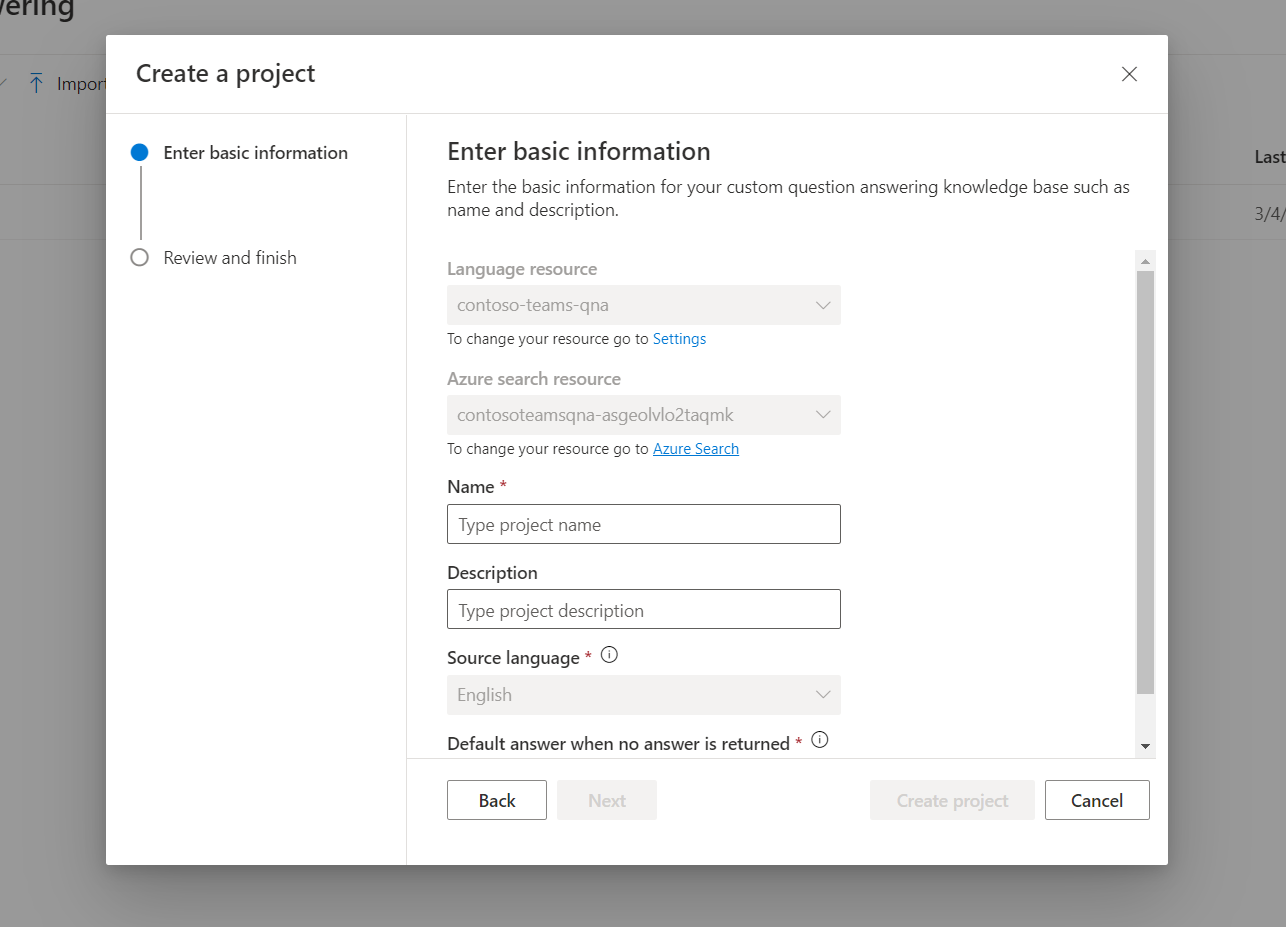 Create a project
Import
Enter basic information
Review and finish
Enter basic information
Enter the basic information for your custom question answering knowledge base such as
name and description.
Language resource
contoso-teams-qna
To change your resource go to Settings
Azure search resource
contosoteamsqna-asgeolvlo2taqmk
To change your resource go to Azure Search
Name *
Type project name
Description
Type project description
Source language *
English
Default answer when no answer is returned *
Back
Next
Create project
Cancel
Last
3/4/